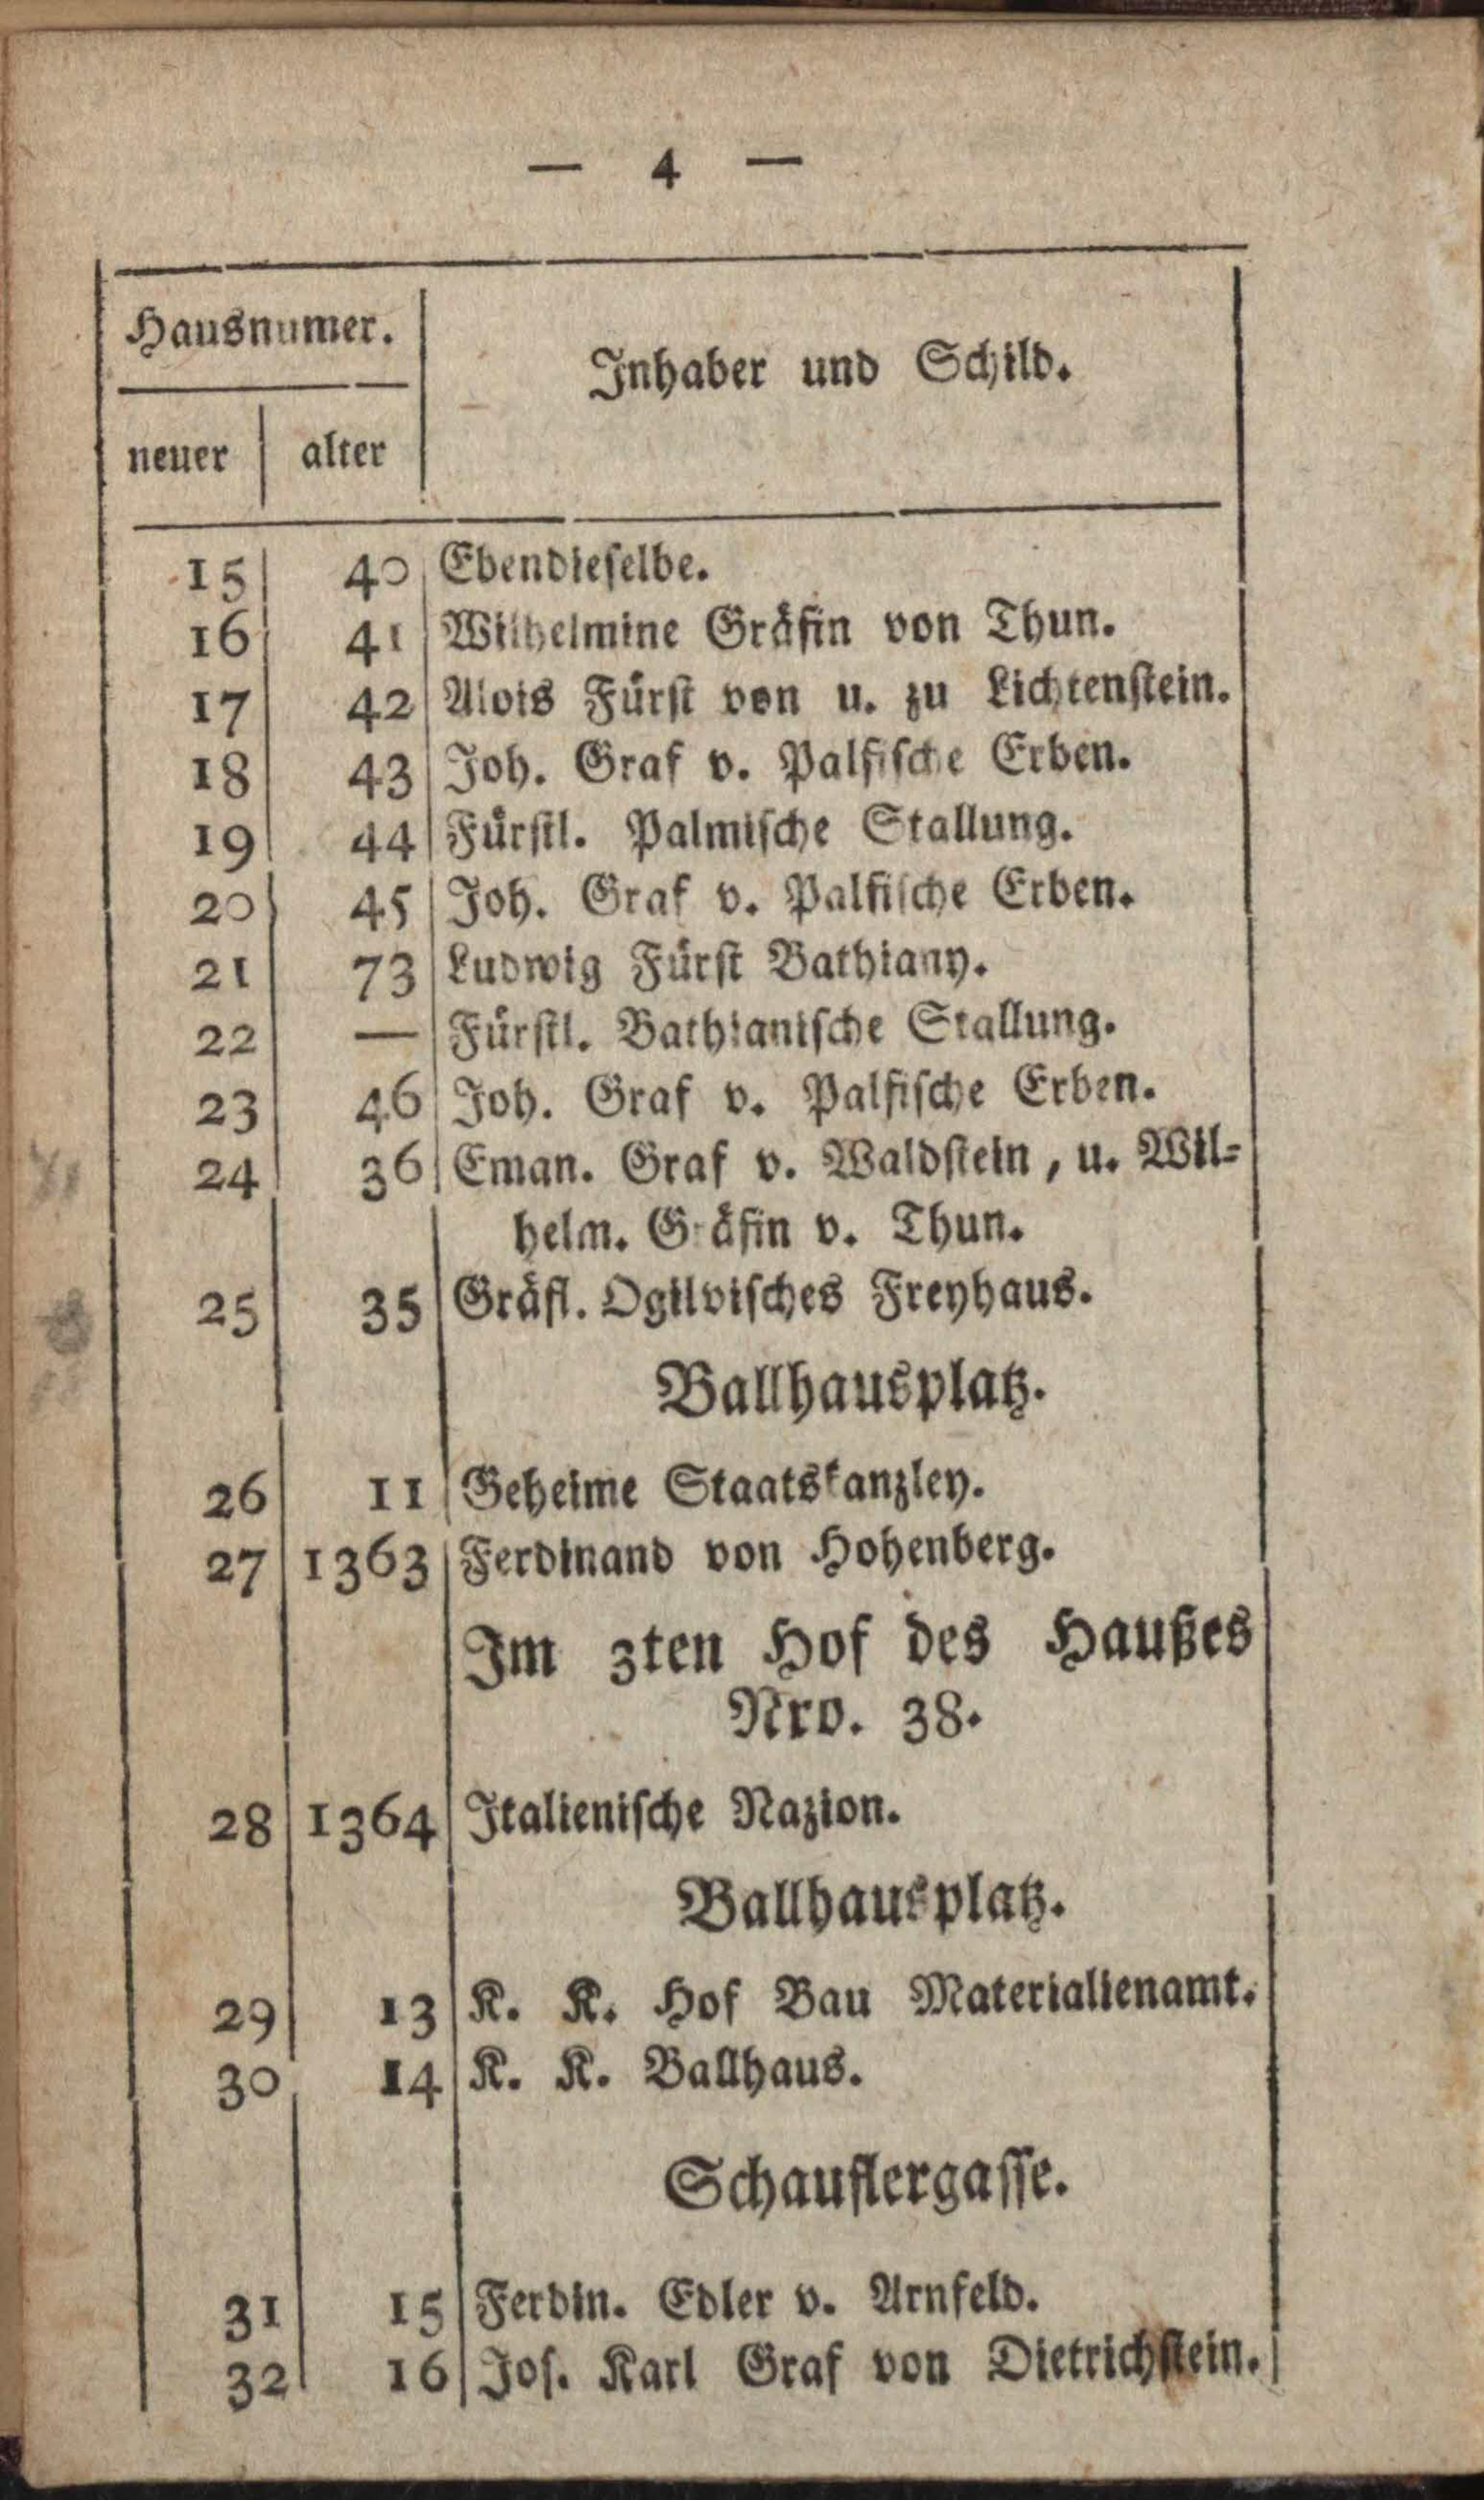 — 4 —
Hausnumer.
Inhaber und Schild.
neuer | alter
15 40 Ebendieselbe.
16 41 Wilhelmine Gräfin von Thun.
17 42 Alois Fürst von u. zu Lichtenstein.
18 43 Joh. Graf v. Palfische Erben.
19 44 Fürstl. Palmische Stallung.
20 45 Joh. Graf v. Palfische Erben.
21 73 Ludwig Fürst Bathiany.
22 — Fürstl. Bathianische Stallung.
23 46 Joh. Graf v. Palfische Erben.
24 36 Eman. Graf v. Waldstein, u. Wil-
helm. Gräfin v. Thun.
25 35 Gräfl. Ogilvisches Freyhaus.
Ballhausplatz.
26 11 Geheime Staatskanzley.
27 1363 Ferdinand von Hohenberg.
Im 3ten Hof des Haußes
Nro. 38.
28 1364 Italienische Nazion.
Ballhausplatz.
29 13 K. K. Hof Bau Materialienamt.
30 14 K. K. Ballhaus.
Schauflergasse.
31 15 Ferdin. Edler v. Arnfeld.
32 16 Jos. Karl Graf von Dietrichstein.